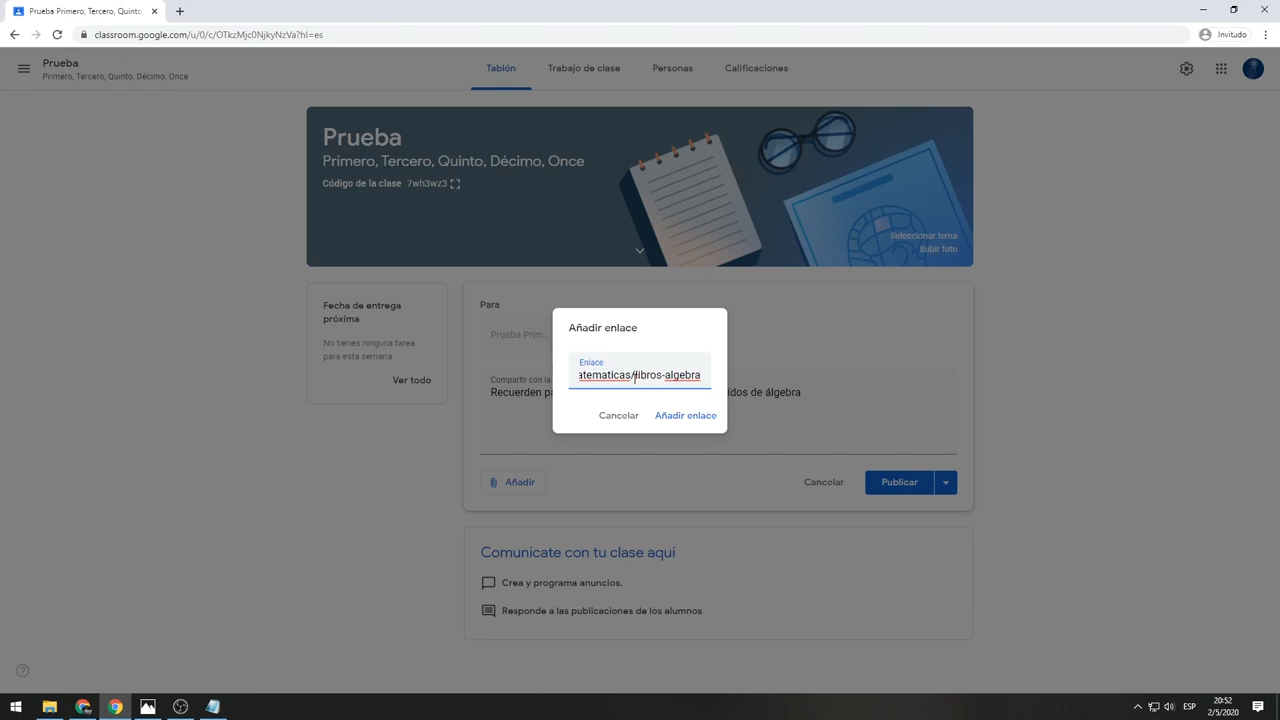 Prueba Primero, Tercero, Quinto,
classroom.google.com/u/0/c/OTkzMjc0NjkyNzVa?hl=es
Invitado
Prueba
Primero, Tercero, Quinto, Décimo, Once
Tablón
Trabajo de clase
Personas
Calificaciones
Prueba
Primero, Tercero, Quinto, Décimo, Once
Código de la clase 7wh3wz3
Seleccionar tema
Subir foto
Fecha de entrega
próxima
No tienes ninguna tarea
para esta semana
Ver todo
Para
Prueba Prim...
Compartir con la
Recuerden
de álgebra
Añadir enlace
Enlace
atematicas/libros-algebra
Cancelar
Añadir enlace
Añadir
Cancelar
Publicar
Comunícate con tu clase aquí
Crea y programa anuncios.
Responde a las publicaciones de los alumnos
ESP
20:52
2/5/2020